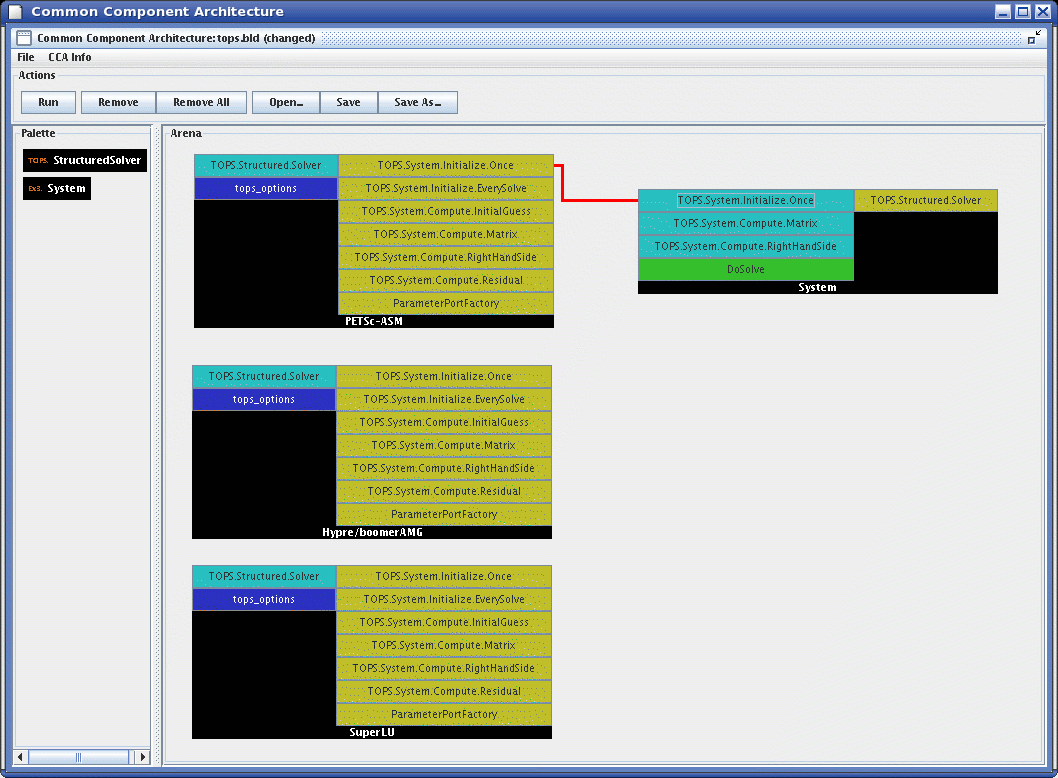 Common Component Architecture
Common Component Architecture:tops.bld (changed)
File CCA Info
Actions
Run Remove Remove All Open... Save Save As...
Palette
TOPS. StructuredSolver
Ex3. System
Arena
TOPS.Structured.Solver TOPS.System.Initialize.Once
tops_options TOPS.System.Initialize.EverySolve
TOPS.System.Compute.InitialGuess
TOPS.System.Compute.Matrix
TOPS.System.Compute.RightHandSide
TOPS.System.Compute.Residual
ParameterPortFactory
PETSc-ASM
TOPS.System.Initialize.Once TOPS.Structured.Solver
TOPS.System.Compute.Matrix
TOPS.System.Compute.RightHandSide
DoSolve
System
TOPS.Structured.Solver TOPS.System.Initialize.Once
tops_options TOPS.System.Initialize.EverySolve
TOPS.System.Compute.InitialGuess
TOPS.System.Compute.Matrix
TOPS.System.Compute.RightHandSide
TOPS.System.Compute.Residual
ParameterPortFactory
Hypre/boomerAMG
TOPS.Structured.Solver TOPS.System.Initialize.Once
tops_options TOPS.System.Initialize.EverySolve
TOPS.System.Compute.InitialGuess
TOPS.System.Compute.Matrix
TOPS.System.Compute.RightHandSide
TOPS.System.Compute.Residual
ParameterPortFactory
SuperLU